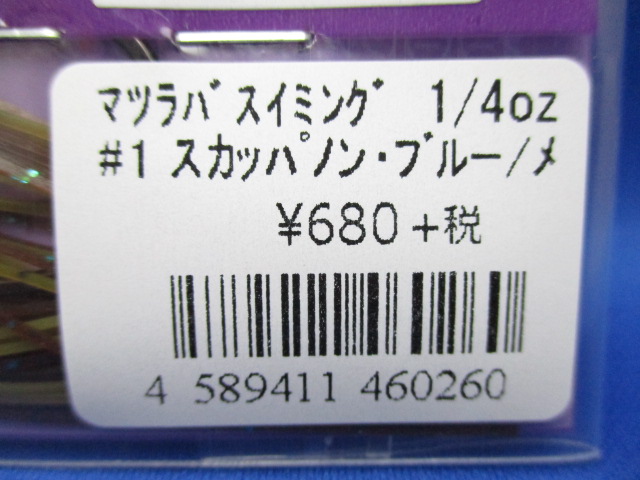 ﾏﾂﾗﾊﾞｽｲﾐﾝｸﾞ 1/4oz
#1 ｽｶｯﾊﾟﾉﾝ･ﾌﾞﾙｰ/ﾒ
¥680+税
4 589411 460260